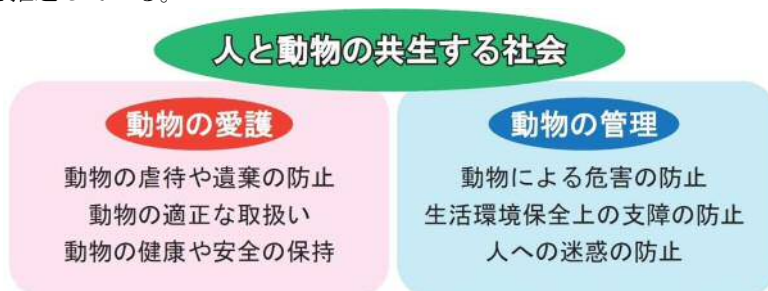 人と動物の共生する社会
動物の愛護
動物の虐待や遺棄の防止
動物の適正な取扱い
動物の健康や安全の保持
動物の管理
動物による危害の防止
生活環境保全上の支障の防止
人への迷惑の防止